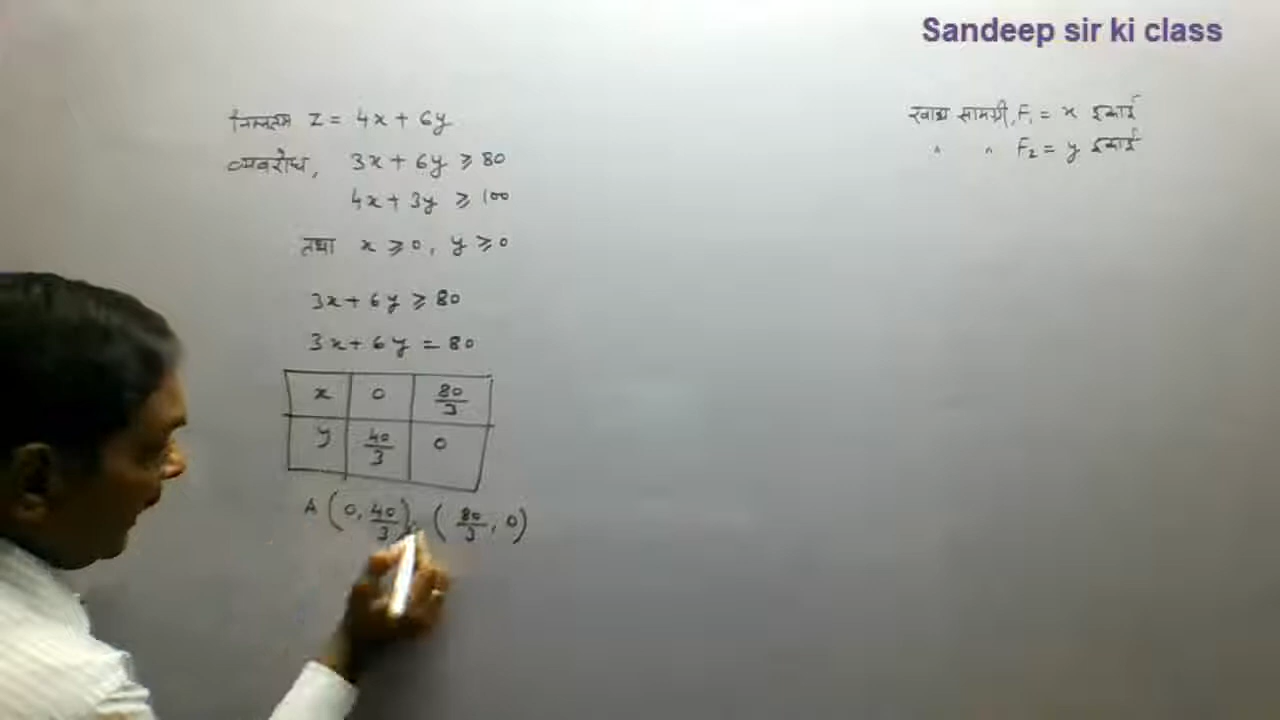 Sandeep sir ki class
निम्नतम Z = 4x + 6y
व्यवरोध, 3x + 6y ≥ 80
4x + 3y ≥ 100
तथा x ≥ 0, y ≥ 0
3x + 6y ≥ 80
3x + 6y = 80
x 0 80/3
y 40/3 0
A (0, 40/3), (80/3, 0)
खाद्य सामग्री, F₁ = x इकाई
" " F₂ = y इकाई